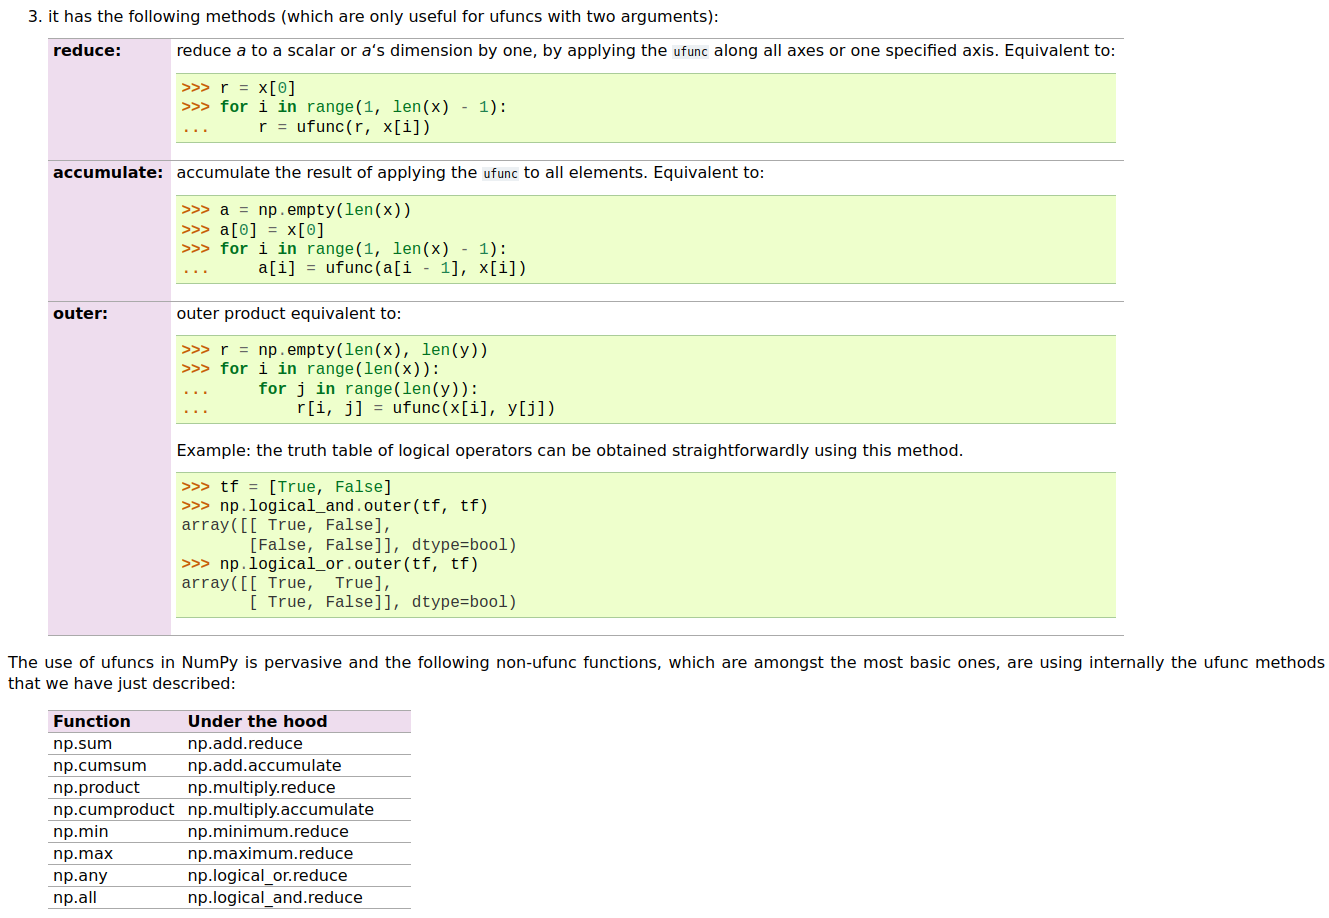 3. it has the following methods (which are only useful for ufuncs with two arguments):
reduce: reduce a to a scalar or a‘s dimension by one, by applying the ufunc along all axes or one specified axis. Equivalent to:
>>> r = x[0]
>>> for i in range(1, len(x) - 1):
...     r = ufunc(r, x[i])
accumulate: accumulate the result of applying the ufunc to all elements. Equivalent to:
>>> a = np.empty(len(x))
>>> a[0] = x[0]
>>> for i in range(1, len(x) - 1):
...     a[i] = ufunc(a[i - 1], x[i])
outer: outer product equivalent to:
>>> r = np.empty(len(x), len(y))
>>> for i in range(len(x)):
...     for j in range(len(y)):
...         r[i, j] = ufunc(x[i], y[j])
Example: the truth table of logical operators can be obtained straightforwardly using this method.
>>> tf = [True, False]
>>> np.logical_and.outer(tf, tf)
array([[ True, False],
       [False, False]], dtype=bool)
>>> np.logical_or.outer(tf, tf)
array([[ True,  True],
       [ True, False]], dtype=bool)
The use of ufuncs in NumPy is pervasive and the following non-ufunc functions, which are amongst the most basic ones, are using internally the ufunc methods
that we have just described:
Function Under the hood
np.sum np.add.reduce
np.cumsum np.add.accumulate
np.product np.multiply.reduce
np.cumproduct np.multiply.accumulate
np.min np.minimum.reduce
np.max np.maximum.reduce
np.any np.logical_or.reduce
np.all np.logical_and.reduce